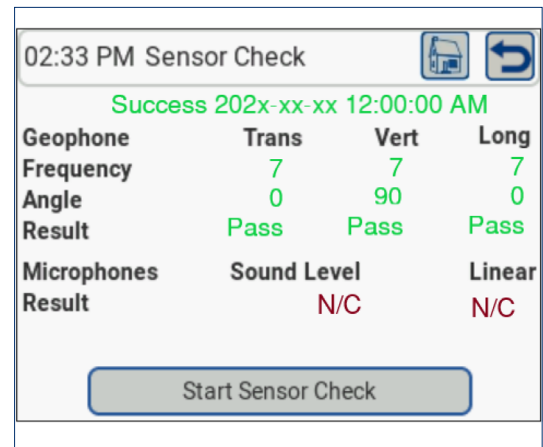 02:33 PM Sensor Check
Success 202x-xx-xx 12:00:00 AM
Geophone Trans Vert Long
Frequency 7 7 7
Angle 0 90 0
Result Pass Pass Pass
Microphones Sound Level Linear
Result N/C N/C
Start Sensor Check